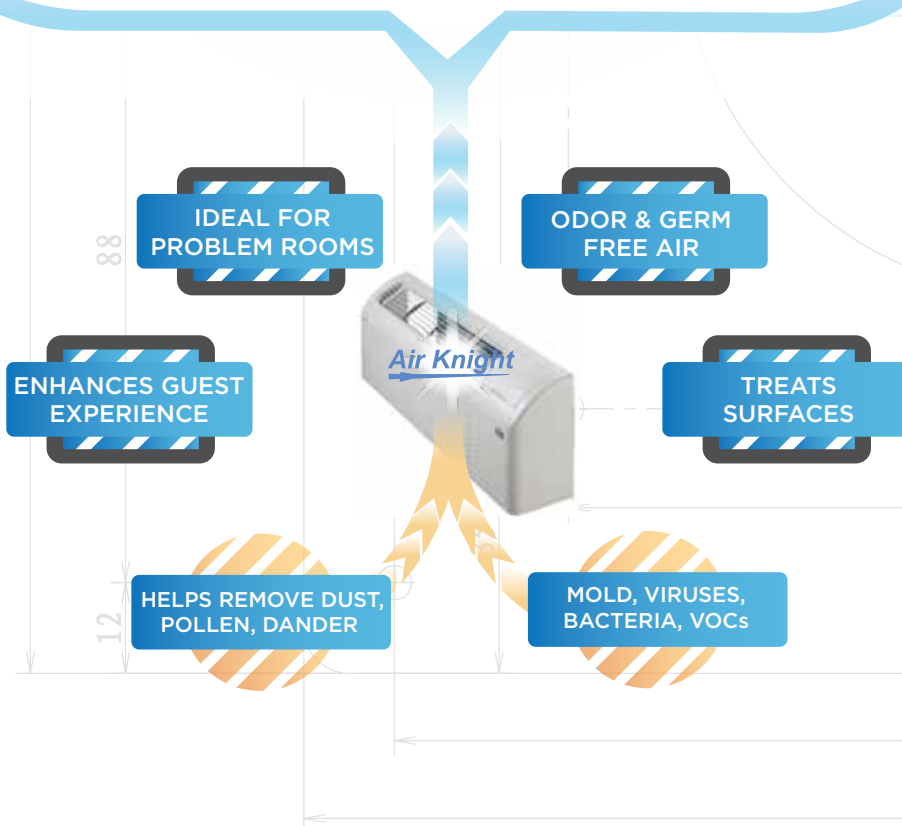 IDEAL FOR
PROBLEM ROOMS
ODOR & GERM
FREE AIR
88
Air Knight
ENHANCES GUEST
EXPERIENCE
TREATS
SURFACES
HELPS REMOVE DUST,
POLLEN, DANDER
MOLD, VIRUSES,
BACTERIA, VOCs
12